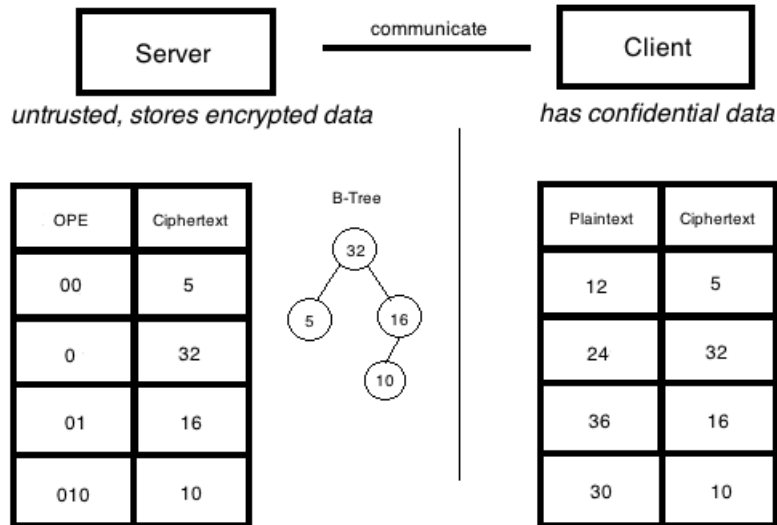 Server
communicate
Client
untrusted, stores encrypted data
has confidential data
OPE Ciphertext
00 5
0 32
01 16
010 10
B-Tree
32
5 16
10
Plaintext Ciphertext
12 5
24 32
36 16
30 10